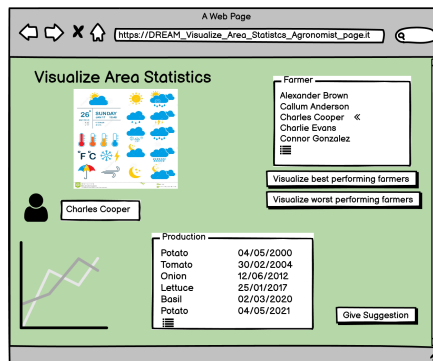 A Web Page
https://DREAM_Visualize_Area_Statistcs_Agronomist_page.it
Visualize Area Statistics
26°
SUNDAY
°F °C
Farmer
Alexander Brown
Callum Anderson
Charles Cooper «
Charlie Evans
Connor Gonzalez
Visualize best performing farmers
Visualize worst performing farmers
Charles Cooper
Production
Potato 04/05/2000
Tomato 30/02/2004
Onion 12/06/2012
Lettuce 25/01/2017
Basil 02/03/2020
Potato 04/05/2021
Give Suggestion